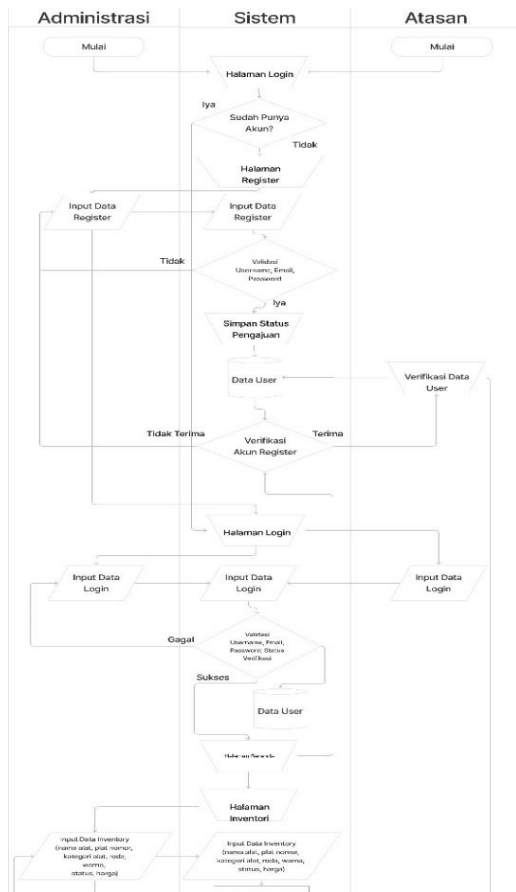 Administrasi
Sistem
Atasan
Mulai
Mulai
Halaman Login
Iya
Sudah Punya
Akun?
Tidak
Halaman
Register
Input Data
Register
Input Data
Register
Tidak
Validasi
Username, Email,
Password
Iya
Simpan Status
Pengajuan
Data User
Verifikasi Data
User
Tidak Terima
Verifikasi
Akun Register
Terima
Halaman Login
Input Data
Login
Input Data
Login
Input Data
Login
Gagal
Validasi
Username, Email,
Password, Status
Verifikasi
Sukses
Data User
Halaman Beranda
Halaman
Inventori
Input Data Inventory
(nama alat, plat nomor,
kategori alat, roda,
warna,
status, harga)
Input Data Inventory
(nama alat, plat nomor,
kategori alat, roda, warna,
status, harga)